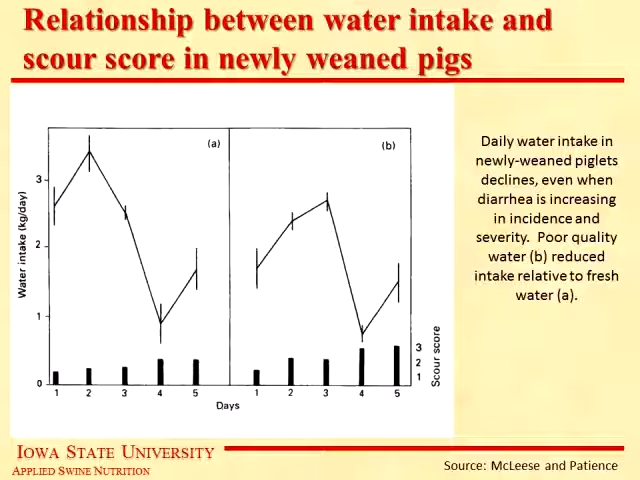 Relationship between water intake and
scour score in newly weaned pigs
(a)
(b)
Water intake (kg/day)
3
2
1
0
1 2 3 4 5
1 2 3 4 5
Days
3
2
1
Scour score
Daily water intake in
newly-weaned piglets
declines, even when
diarrhea is increasing
in incidence and
severity. Poor quality
water (b) reduced
intake relative to fresh
water (a).
IOWA STATE UNIVERSITY
APPLIED SWINE NUTRITION
Source: McLeese and Patience